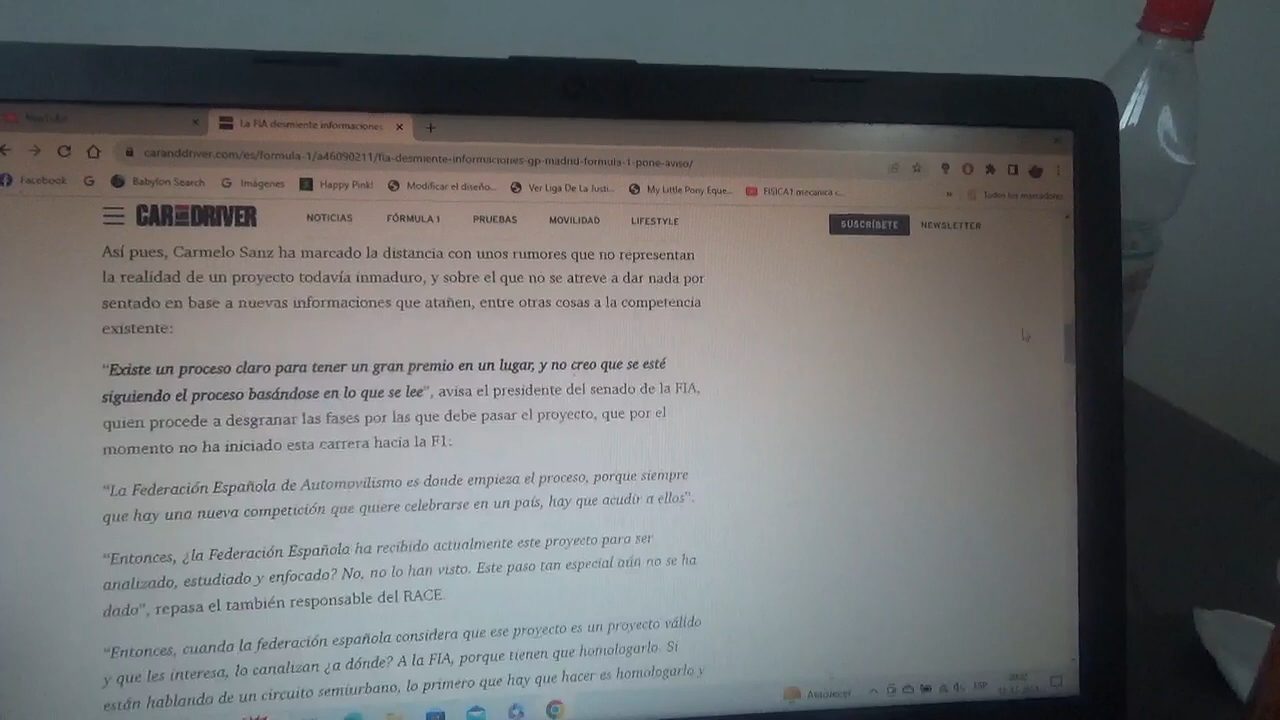 YouTube
La FIA desmiente informaciones
caranddriver.com/es/formula-1/a46090211/fia-desmiente-informaciones-gp-madrid-formula-1-pone-aviso/
Facebook G Babylon Search G Imágenes Happy Pink! Modificar el diseño... Ver Liga De La Justi... My Little Pony Eque... FISICA1 mecanica c... » Todos los marcadores
CAR AND DRIVER NOTICIAS FÓRMULA 1 PRUEBAS MOVILIDAD LIFESTYLE SUSCRÍBETE NEWSLETTER
Así pues, Carmelo Sanz ha marcado la distancia con unos rumores que no representan
la realidad de un proyecto todavía inmaduro, y sobre el que no se atreve a dar nada por
sentado en base a nuevas informaciones que atañen, entre otras cosas a la competencia
existente:
“Existe un proceso claro para tener un gran premio en un lugar, y no creo que se esté
siguiendo el proceso basándose en lo que se lee”, avisa el presidente del senado de la FIA,
quien procede a desgranar las fases por las que debe pasar el proyecto, que por el
momento no ha iniciado esta carrera hacia la F1:
“La Federación Española de Automovilismo es donde empieza el proceso, porque siempre
que hay una nueva competición que quiere celebrarse en un país, hay que acudir a ellos”.
“Entonces, ¿la Federación Española ha recibido actualmente este proyecto para ser
analizado, estudiado y enfocado? No, no lo han visto. Este paso tan especial aún no se ha
dado”, repasa el también responsable del RACE.
“Entonces, cuanda la federación española considera que ese proyecto es un proyecto válido
y que les interesa, lo canalizan ¿a dónde? A la FIA, porque tienen que homologarlo. Si
están hablando de un circuito semiurbano, lo primero que hay que hacer es homologarlo y
ESP